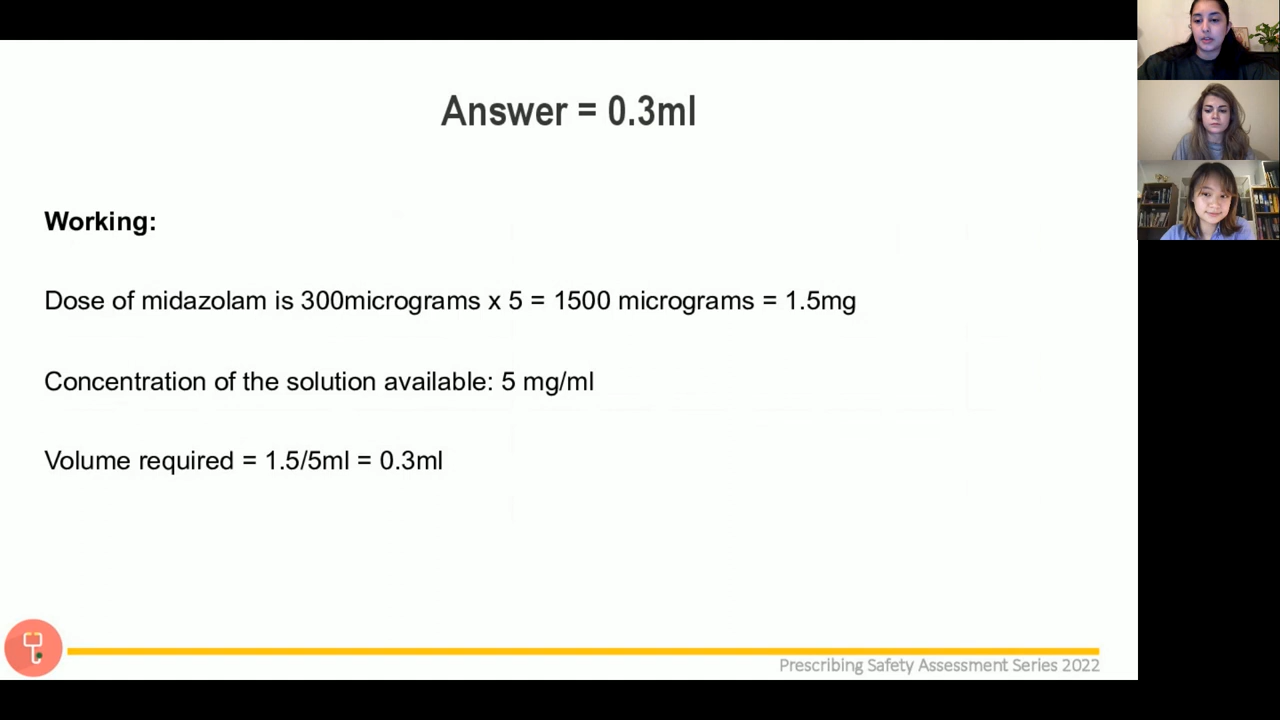 Answer = 0.3ml
Working:
Dose of midazolam is 300micrograms x 5 = 1500 micrograms = 1.5mg
Concentration of the solution available: 5 mg/ml
Volume required = 1.5/5ml = 0.3ml
Prescribing Safety Assessment Series 2022